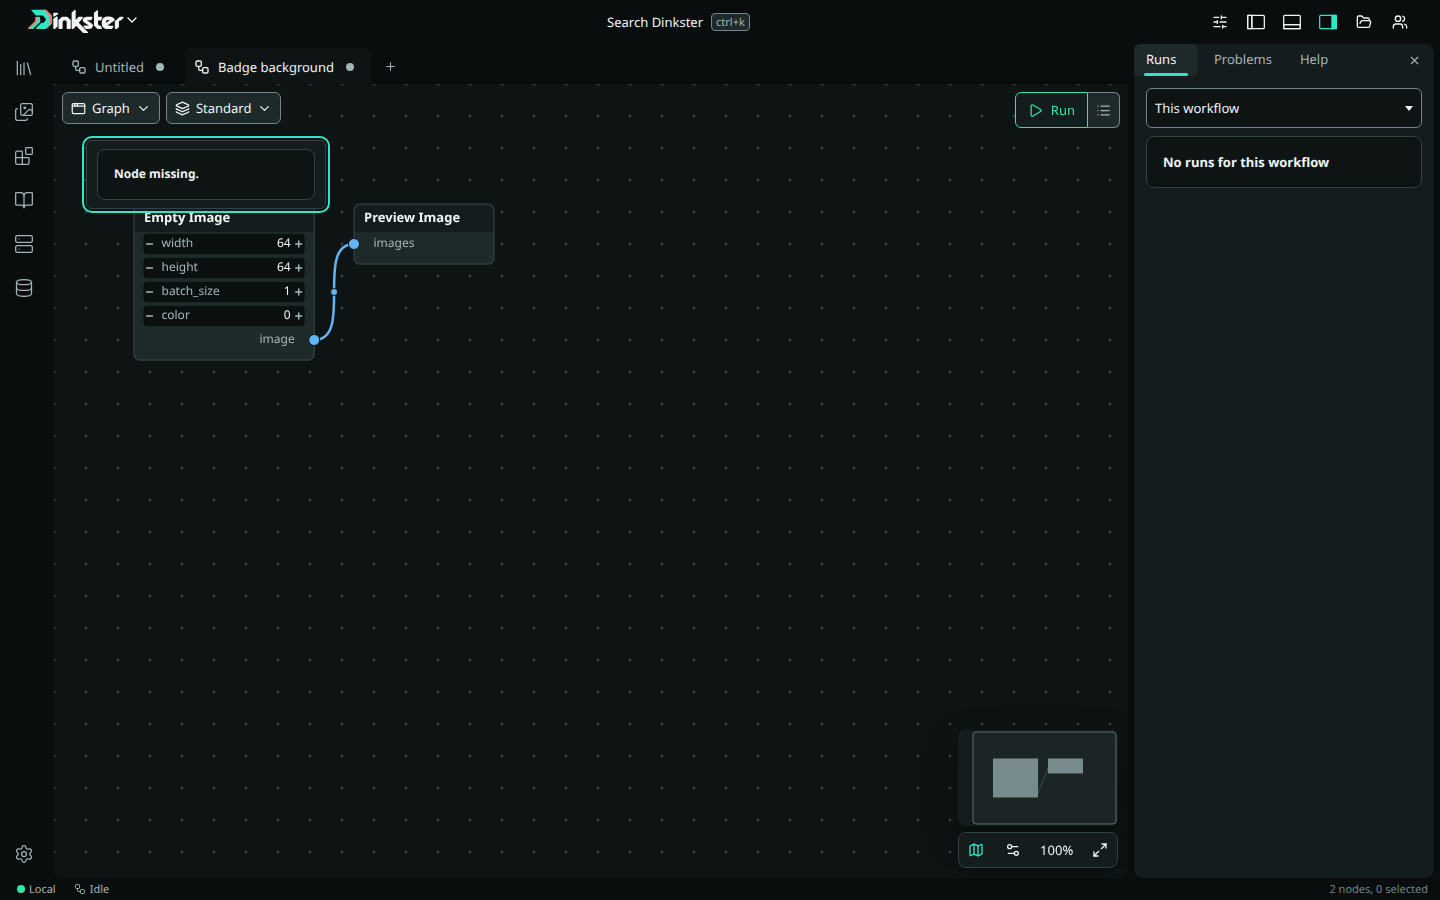 Dinkster
Search Dinkster ctrl+k
Untitled
Badge background
Graph
Standard
Run
Node missing.
Empty Image
width 64
height 64
batch_size 1
color 0
image
Preview Image
images
100%
Runs Problems Help
This workflow
No runs for this workflow
Local Idle
2 nodes, 0 selected